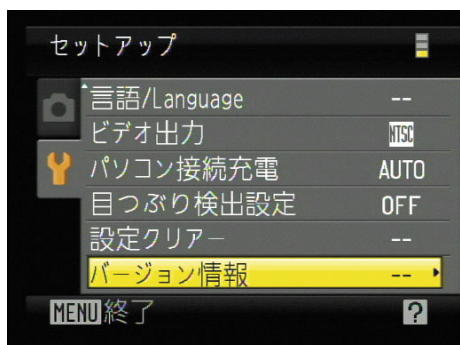 セットアップ
言語/Language --
ビデオ出力 NTSC
パソコン接続充電 AUTO
目つぶり検出設定 OFF
設定クリアー --
バージョン情報 --
MENU終了 ?